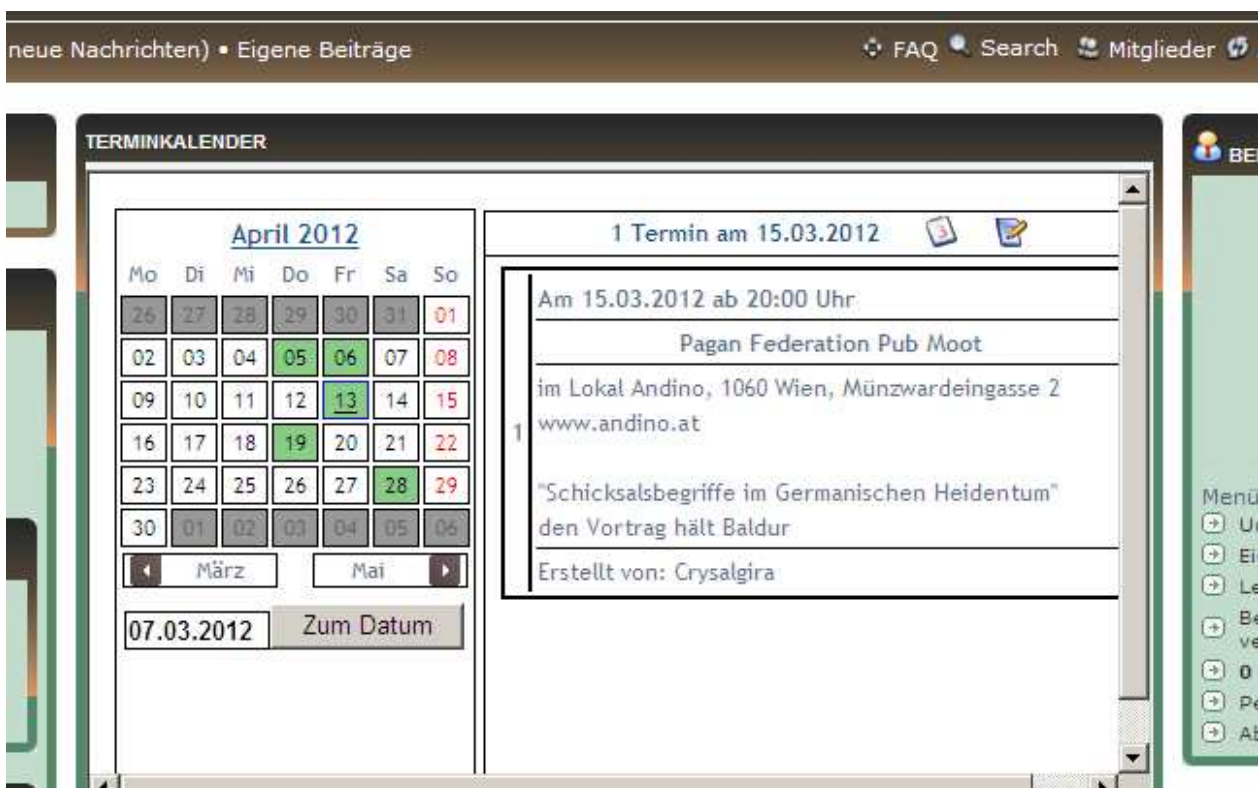 neue Nachrichten) • Eigene Beiträge
FAQ Search Mitglieder
TERMINKALENDER
April 2012
Mo Di Mi Do Fr Sa So
26 27 28 29 30 31 01
02 03 04 05 06 07 08
09 10 11 12 13 14 15
16 17 18 19 20 21 22
23 24 25 26 27 28 29
30 01 02 03 04 05 06
März Mai
07.03.2012 Zum Datum
1 Termin am 15.03.2012 3
Am 15.03.2012 ab 20:00 Uhr
Pagan Federation Pub Moot
im Lokal Andino, 1060 Wien, Münzwardeingasse 2
www.andino.at
1
"Schicksalsbegriffe im Germanischen Heidentum"
den Vortrag hält Baldur
Erstellt von: Crysalgira
Menü
0